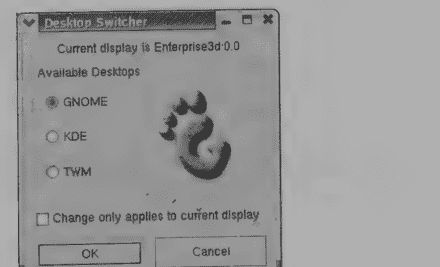 Desktop Switcher
Current display is Enterprise3d:0.0
Available Desktops
GNOME
KDE
TWM
Change only applies to current display
OK
Cancel